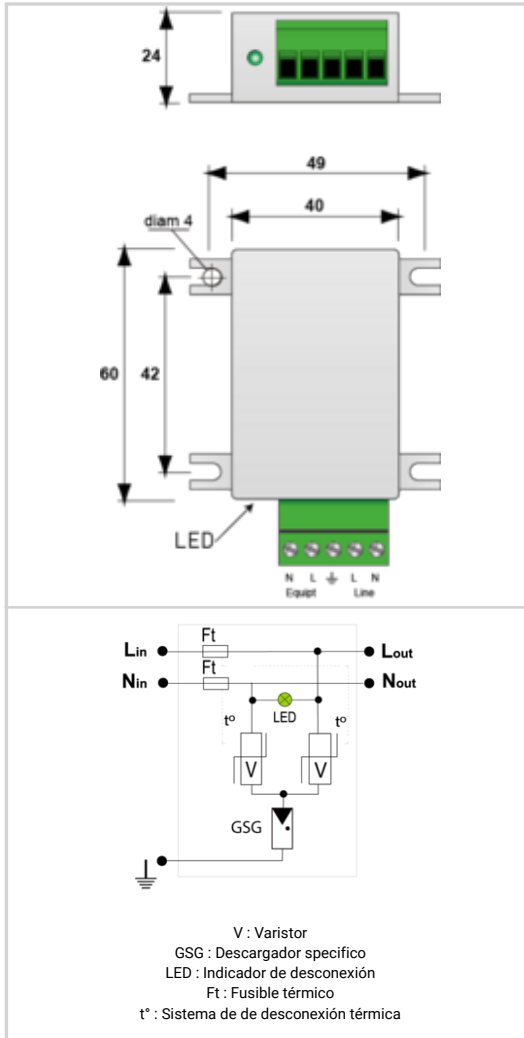 24
49
40
diam 4
60
42
LED
N L L N
Equipt Line
Lin Ft Lout
Nin Ft Nout
LED
t° t°
V V
GSG
V : Varistor
GSG : Descargador specifico
LED : Indicador de desconexión
Ft : Fusible térmico
t° : Sistema de de desconexión térmica